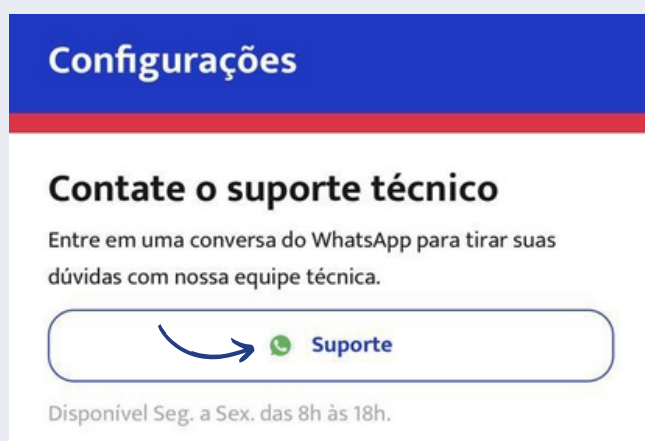 Configurações
Contate o suporte técnico
Entre em uma conversa do WhatsApp para tirar suas
dúvidas com nossa equipe técnica.
Suporte
Disponível Seg. a Sex. das 8h às 18h.